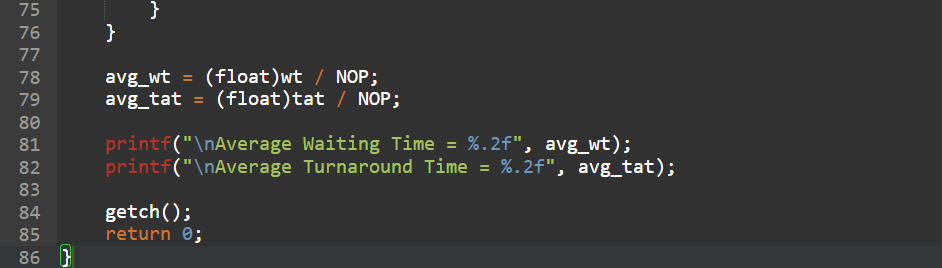 75            }
76        }
77
78        avg_wt = (float)wt / NOP;
79        avg_tat = (float)tat / NOP;
80
81        printf("\nAverage Waiting Time = %.2f", avg_wt);
82        printf("\nAverage Turnaround Time = %.2f", avg_tat);
83
84        getch();
85        return 0;
86    }